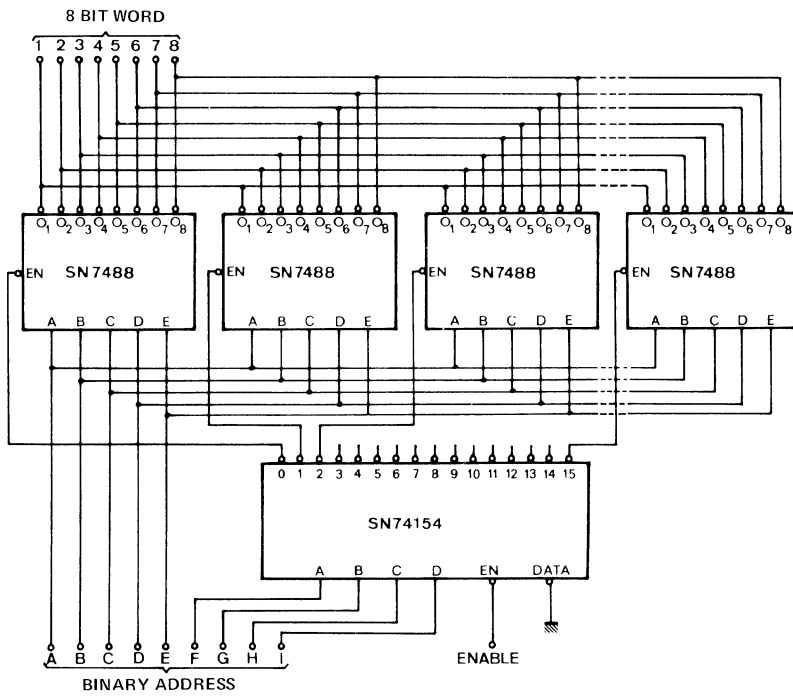 8 BIT WORD
1 2 3 4 5 6 7 8
O1 O2 O3 O4 O5 O6 O7 O8 O1 O2 O3 O4 O5 O6 O7 O8 O1 O2 O3 O4 O5 O6 O7 O8 O1 O2 O3 O4 O5 O6 O7 O8
EN SN7488 EN SN7488 EN SN7488 EN SN7488
A B C D E A B C D E A B C D E A B C D E
0 1 2 3 4 5 6 7 8 9 10 11 12 13 14 15
SN74154
A B C D EN DATA
A B C D E F G H I ENABLE
BINARY ADDRESS